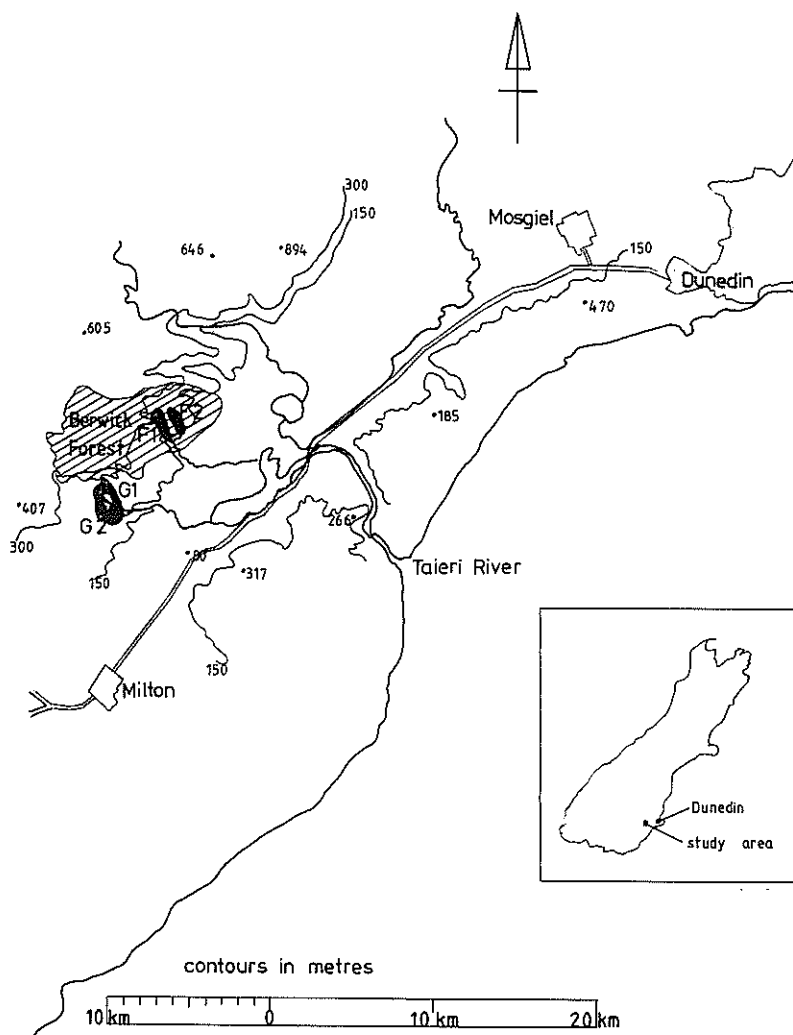 300
150
Mosgiel
646
894
150
Dunedin
470
605
Berwick
F2
F1
185
Forest
G1
407
G2
266
300
80
Taieri River
150
317
150
Milton
Dunedin
study area
contours in metres
10 km
0
10 km
20 km